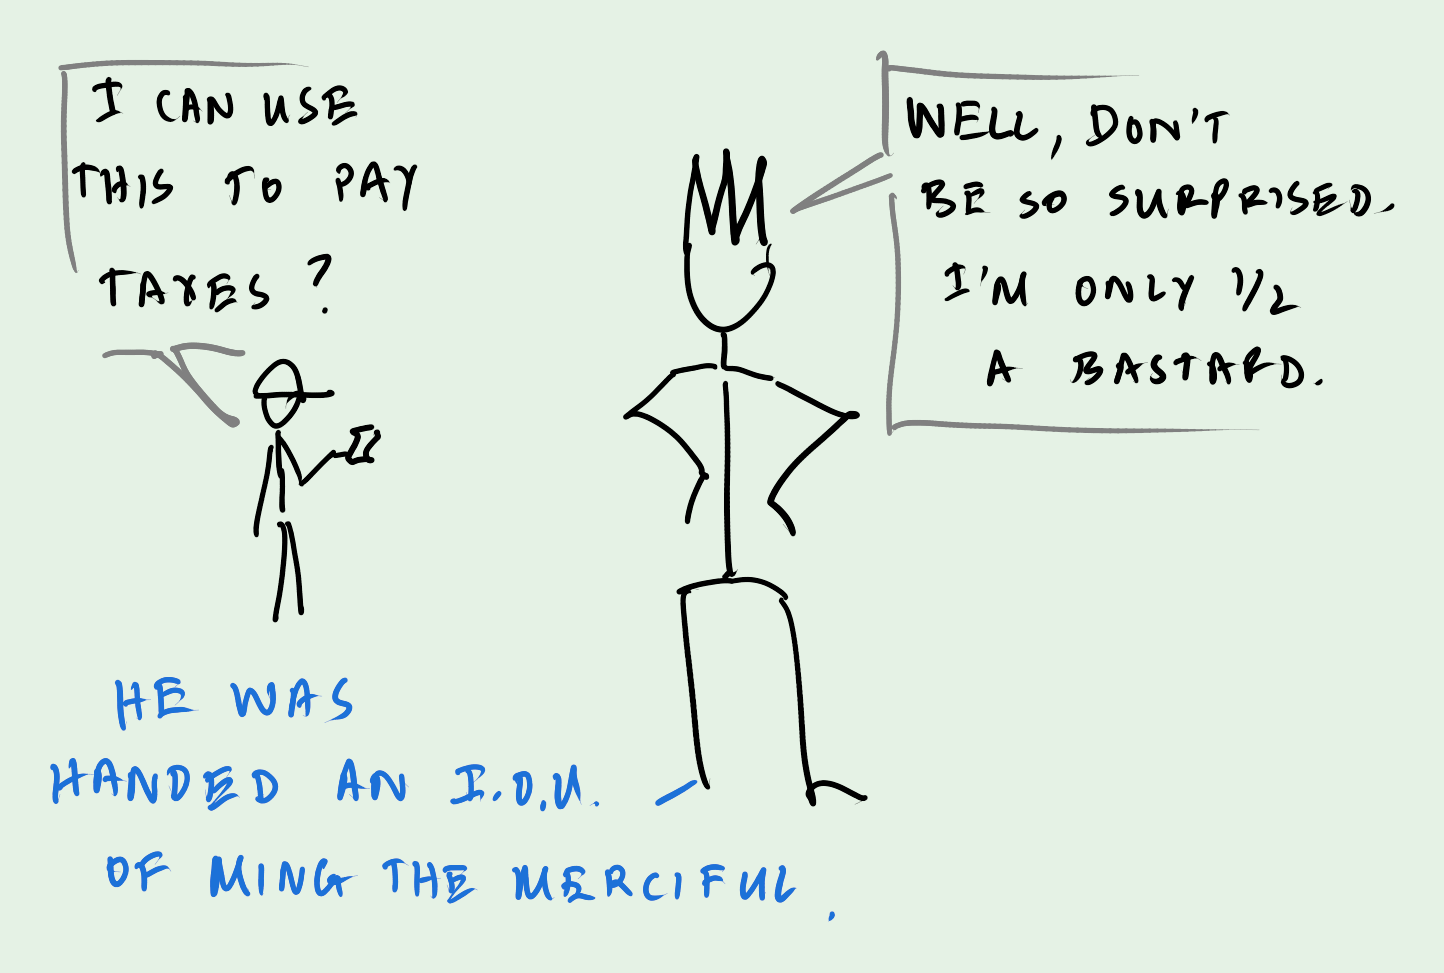 I CAN USE
THIS TO PAY
TAXES?
WELL, DON'T
BE SO SURPRISED.
I'M ONLY 1/2
A BASTARD.
HE WAS
HANDED AN I.O.U.
OF MING THE MERCIFUL.